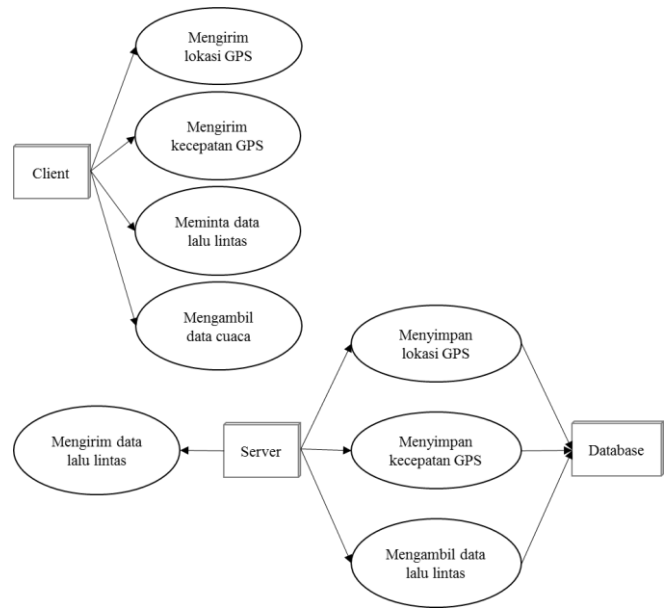 Mengirim
lokasi GPS
Mengirim
kecepatan GPS
Client
Meminta data
lalu lintas
Mengambil
data cuaca
Menyimpan
lokasi GPS
Mengirim data
lalu lintas
Server
Menyimpan
kecepatan GPS
Database
Mengambil data
lalu lintas